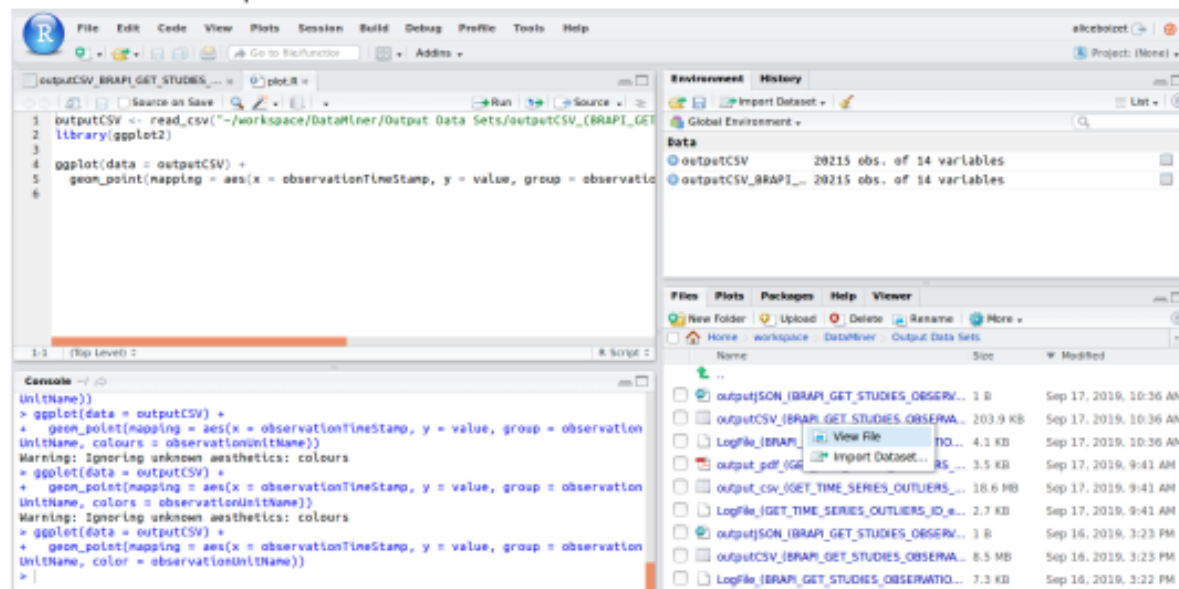 File Edit Code View Plots Session Build Debug Profile Tools Help
aliceboizet
Go to file/function
Addins
Project: (None)
outputCSV_BRAPI_GET_STUDIES_...
plot.R
Source on Save
Run
Source
1 outputCSV <- read_csv("~/workspace/DataMiner/Output Data Sets/outputCSV_(BRAPI_GET
2 library(ggplot2)
3
4 ggplot(data = outputCSV) +
5 geom_point(mapping = aes(x = observationTimeStamp, y = value, group = observatio
6
1:1 (Top Level) R Script
Console ~/
UnitName))
> ggplot(data = outputCSV) +
+ geom_point(mapping = aes(x = observationTimeStamp, y = value, group = observation
UnitName, colours = observationUnitName))
Warning: Ignoring unknown aesthetics: colours
> ggplot(data = outputCSV) +
+ geom_point(mapping = aes(x = observationTimeStamp, y = value, group = observation
UnitName, colors = observationUnitName))
Warning: Ignoring unknown aesthetics: colours
> ggplot(data = outputCSV) +
+ geom_point(mapping = aes(x = observationTimeStamp, y = value, group = observation
UnitName, color = observationUnitName))
>
Environment History
Import Dataset
List
Global Environment
Data
outputCSV 20215 obs. of 14 variables
outputCSV_BRAPI_... 20215 obs. of 14 variables
Files Plots Packages Help Viewer
New Folder Upload Delete Rename More
Home workspace DataMiner Output Data Sets
Name Size Modified
..
outputJSON_(BRAPI_GET_STUDIES_OBSERV... 1 B Sep 17, 2019, 10:36 AM
outputCSV_(BRAPI_GET_STUDIES_OBSERVA... 203.9 KB Sep 17, 2019, 10:36 AM
View File
Import Dataset...
LogFile_(BRAPI_ TIO... 4.1 KB Sep 17, 2019, 10:36 AM
output_pdf_(GE RS_... 3.5 KB Sep 17, 2019, 9:41 AM
output_csv_(GET_TIME_SERIES_OUTLIERS_... 18.6 MB Sep 17, 2019, 9:41 AM
LogFile_(GET_TIME_SERIES_OUTLIERS_ID_e... 2.7 KB Sep 17, 2019, 9:41 AM
outputJSON_(BRAPI_GET_STUDIES_OBSERV... 1 B Sep 16, 2019, 3:23 PM
outputCSV_(BRAPI_GET_STUDIES_OBSERVA... 8.5 MB Sep 16, 2019, 3:23 PM
LogFile_(BRAPI_GET_STUDIES_OBSERVATIO... 7.3 KB Sep 16, 2019, 3:22 PM